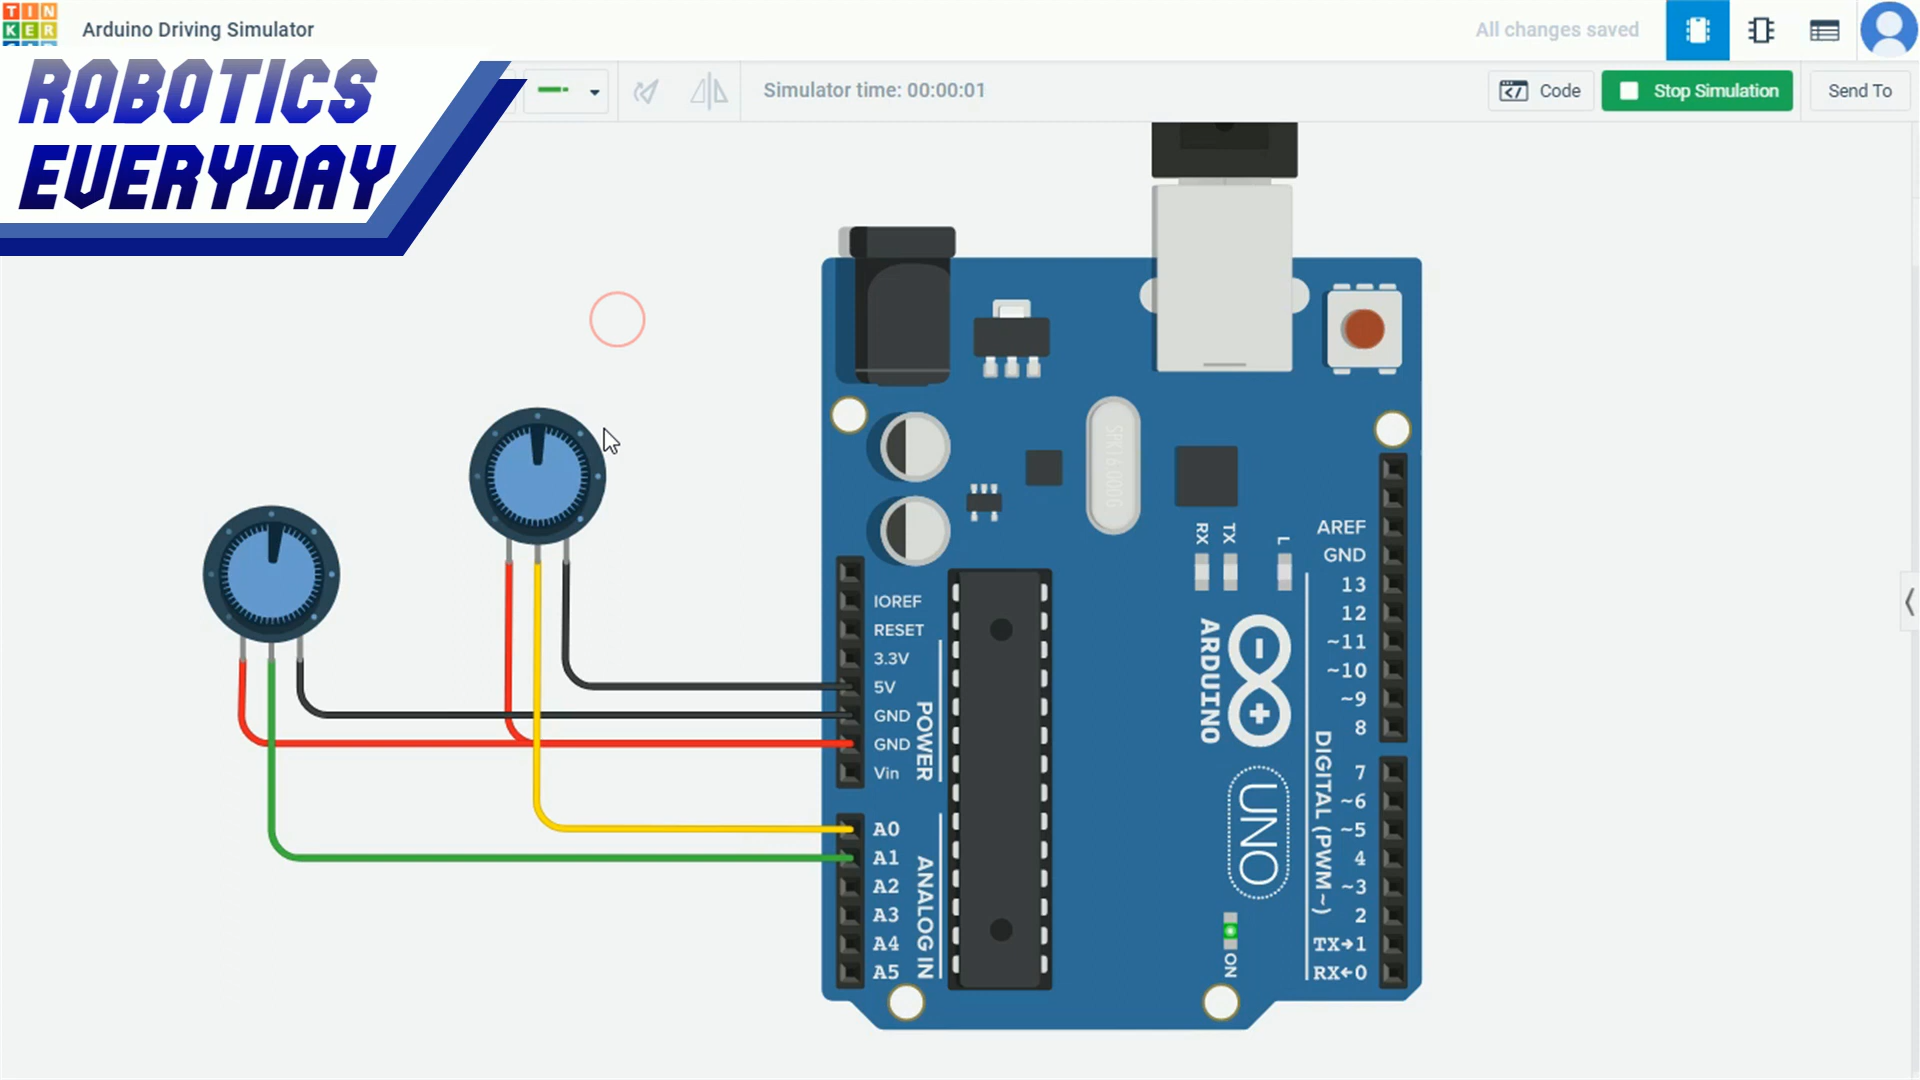 TIN
KER
CAD
Arduino Driving Simulator
All changes saved
ROBOTICS
EVERYDAY
Simulator time: 00:00:01
Code
Stop Simulation
Send To
SPK16.0000
RX
TX
L
AREF
GND
13
12
~11
~10
~9
8
7
~6
~5
4
~3
2
TX→1
RX←0
DIGITAL (PWM~)
IOREF
RESET
3.3V
5V
GND
GND
Vin
POWER
A0
A1
A2
A3
A4
A5
ANALOG IN
ARDUINO
UNO
ON